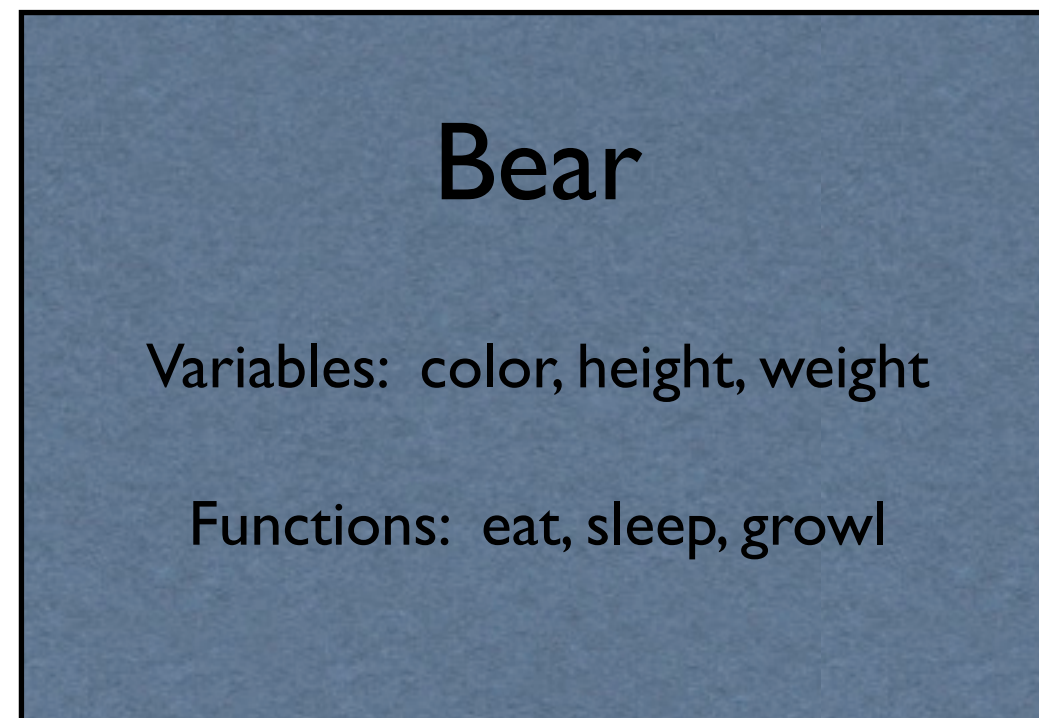 Bear
Variables:  color, height, weight
Functions:  eat, sleep, growl